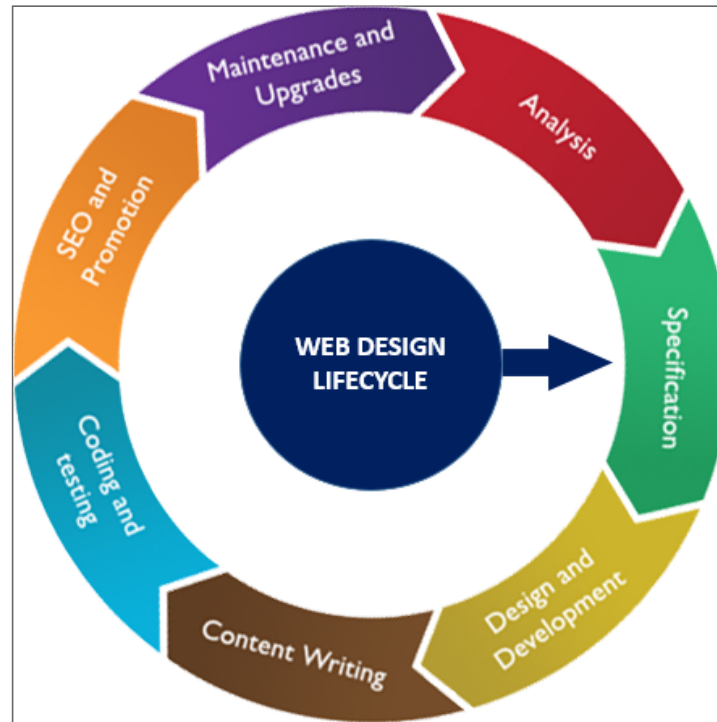 Maintenance and
Upgrades
Analysis
Specification
Design and
Development
Content Writing
Coding and
testing
SEO and
Promotion
WEB DESIGN
LIFECYCLE